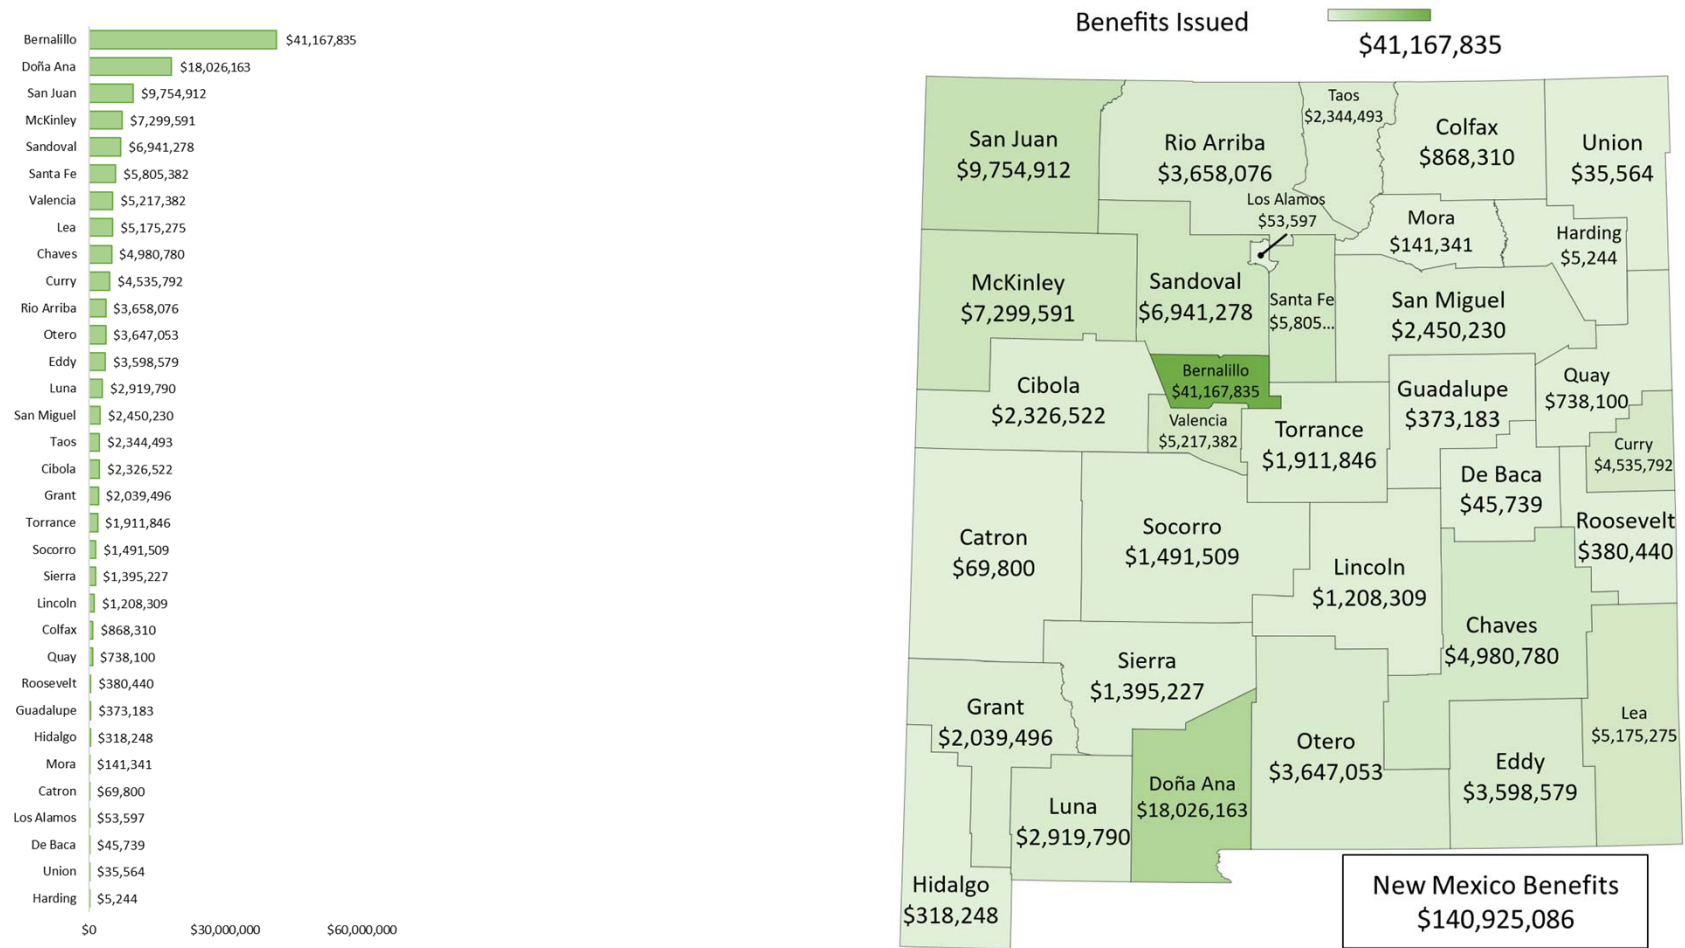 Bernalillo $41,167,835
Doña Ana $18,026,163
San Juan $9,754,912
McKinley $7,299,591
Sandoval $6,941,278
Santa Fe $5,805,382
Valencia $5,217,382
Lea $5,175,275
Chaves $4,980,780
Curry $4,535,792
Rio Arriba $3,658,076
Otero $3,647,053
Eddy $3,598,579
Luna $2,919,790
San Miguel $2,450,230
Taos $2,344,493
Cibola $2,326,522
Grant $2,039,496
Torrance $1,911,846
Socorro $1,491,509
Sierra $1,395,227
Lincoln $1,208,309
Colfax $868,310
Quay $738,100
Roosevelt $380,440
Guadalupe $373,183
Hidalgo $318,248
Mora $141,341
Catron $69,800
Los Alamos $53,597
De Baca $45,739
Union $35,564
Harding $5,244
$0 $30,000,000 $60,000,000
Benefits Issued
$41,167,835
San Juan
$9,754,912
Rio Arriba
$3,658,076
Taos
$2,344,493
Colfax
$868,310
Union
$35,564
Los Alamos
$53,597
Mora
$141,341
Harding
$5,244
McKinley
$7,299,591
Sandoval
$6,941,278
Santa Fe
$5,805...
San Miguel
$2,450,230
Cibola
$2,326,522
Bernalillo
$41,167,835
Valencia
$5,217,382
Torrance
$1,911,846
Guadalupe
$373,183
Quay
$738,100
Curry
$4,535,792
De Baca
$45,739
Roosevelt
$380,440
Catron
$69,800
Socorro
$1,491,509
Lincoln
$1,208,309
Chaves
$4,980,780
Sierra
$1,395,227
Grant
$2,039,496
Lea
$5,175,275
Otero
$3,647,053
Eddy
$3,598,579
Doña Ana
$18,026,163
Luna
$2,919,790
Hidalgo
$318,248
New Mexico Benefits
$140,925,086